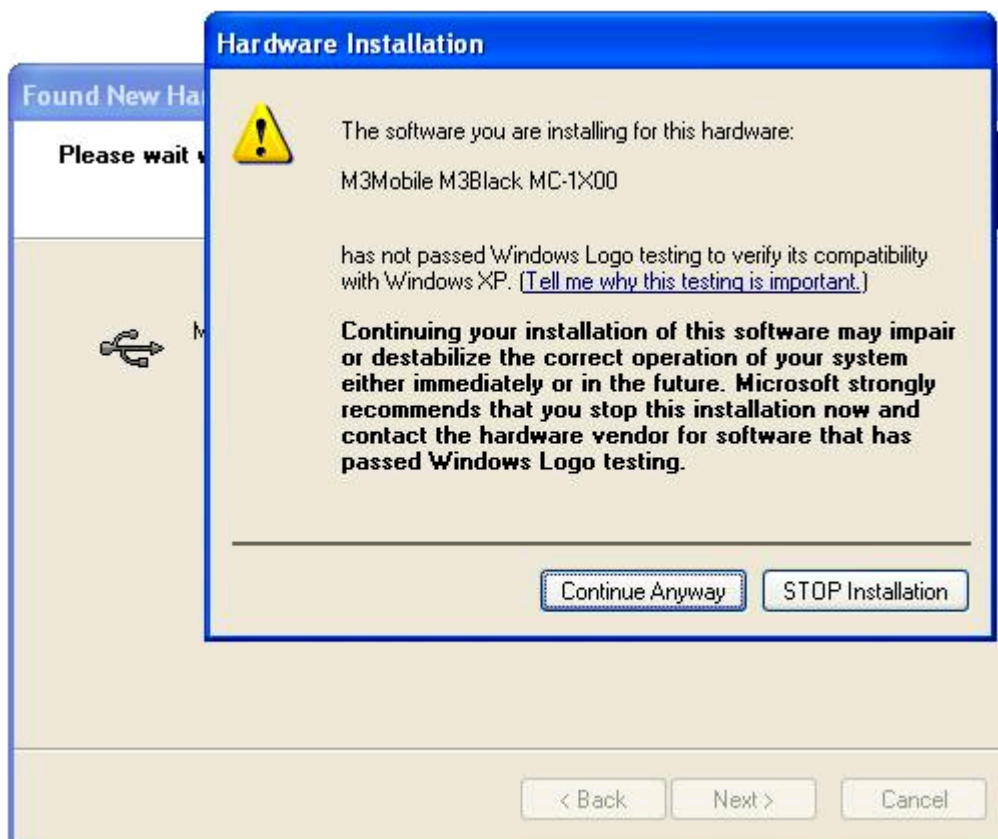 Hardware Installation
Found New Ha
Please wait w
The software you are installing for this hardware:
M3Mobile M3Black MC-1X00
has not passed Windows Logo testing to verify its compatibility
with Windows XP. (Tell me why this testing is important.)
M
Continuing your installation of this software may impair
or destabilize the correct operation of your system
either immediately or in the future. Microsoft strongly
recommends that you stop this installation now and
contact the hardware vendor for software that has
passed Windows Logo testing.
Continue Anyway STOP Installation
< Back Next > Cancel